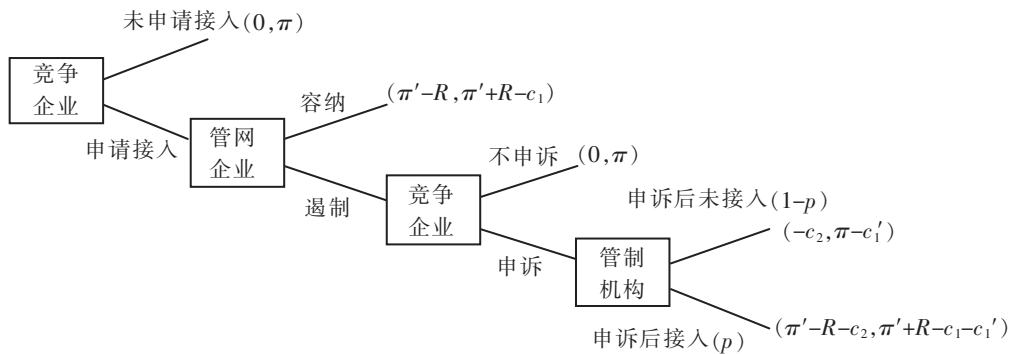 未申请接入(0,π)
竞争
企业
申请接入
管网
企业
容纳
(π′−R,π′+R−c₁)
遏制
竞争
企业
不申诉
(0,π)
申诉
管制
机构
申诉后未接入(1−p)
(−c₂,π−c₁′)
申诉后接入(p)
(π′−R−c₂,π′+R−c₁−c₁′)